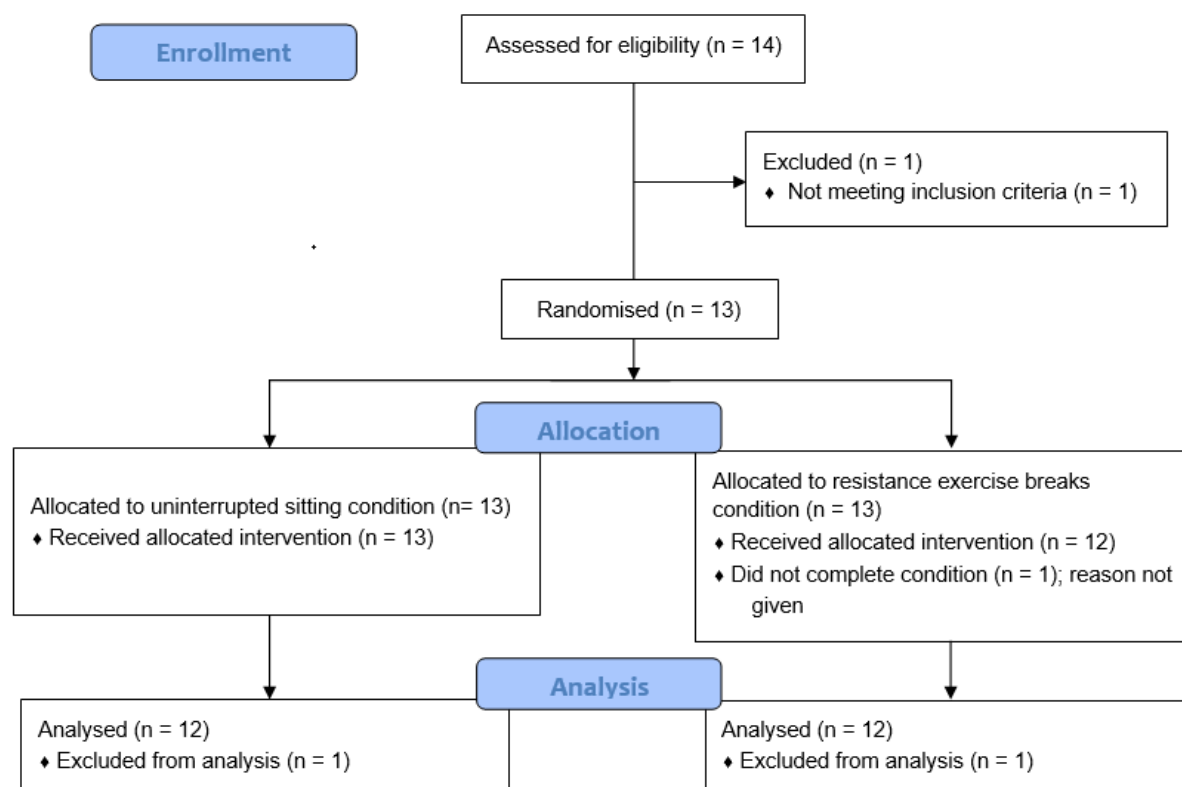 Enrollment
Assessed for eligibility (n = 14)
Excluded (n = 1)
♦ Not meeting inclusion criteria (n = 1)
Randomised (n = 13)
Allocation
Allocated to uninterrupted sitting condition (n= 13)
♦ Received allocated intervention (n = 13)
Allocated to resistance exercise breaks
condition (n = 13)
♦ Received allocated intervention (n = 12)
♦ Did not complete condition (n = 1); reason not
given
Analysis
Analysed (n = 12)
♦ Excluded from analysis (n = 1)
Analysed (n = 12)
♦ Excluded from analysis (n = 1)